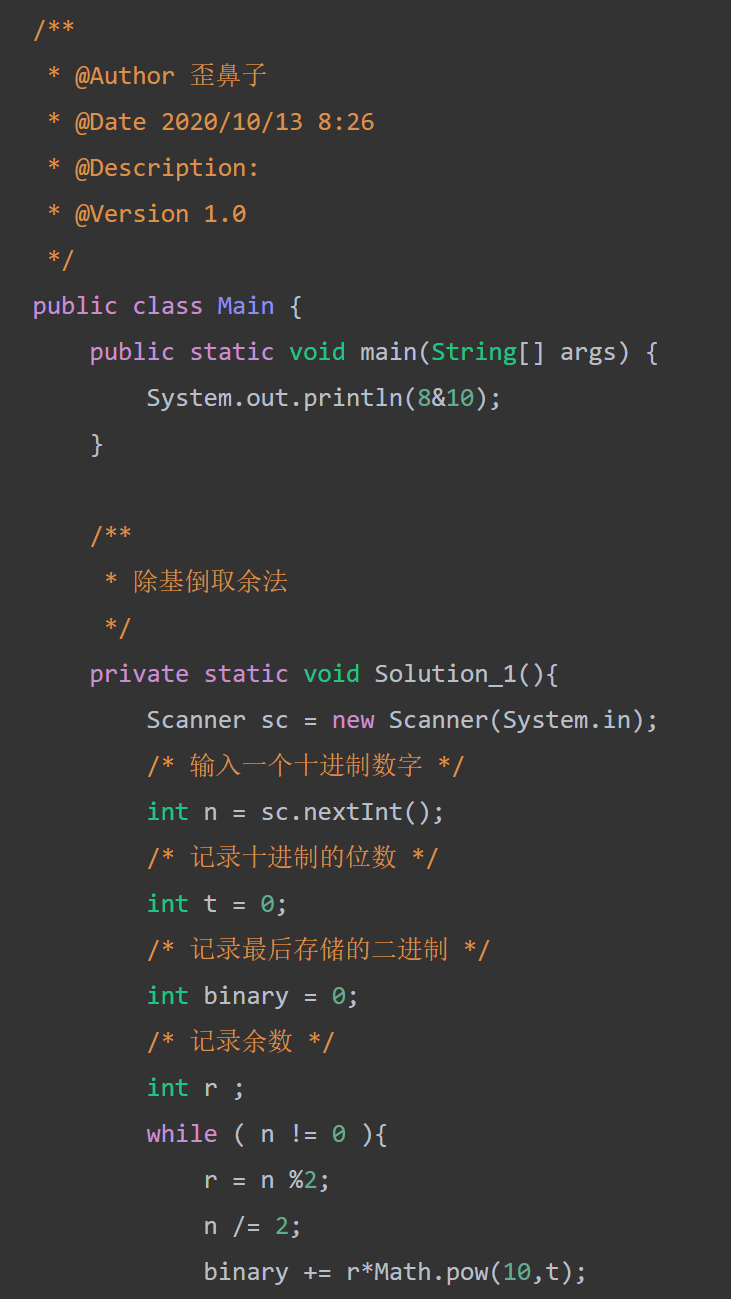 /**
 * @Author 歪鼻子
 * @Date 2020/10/13 8:26
 * @Description:
 * @Version 1.0
 */
public class Main {
    public static void main(String[] args) {
        System.out.println(8&10);
    }
    /**
     * 除基倒取余法
     */
    private static void Solution_1(){
        Scanner sc = new Scanner(System.in);
        /* 输入一个十进制数字 */
        int n = sc.nextInt();
        /* 记录十进制的位数 */
        int t = 0;
        /* 记录最后存储的二进制 */
        int binary = 0;
        /* 记录余数 */
        int r ;
        while ( n != 0 ){
            r = n %2;
            n /= 2;
            binary += r*Math.pow(10,t);